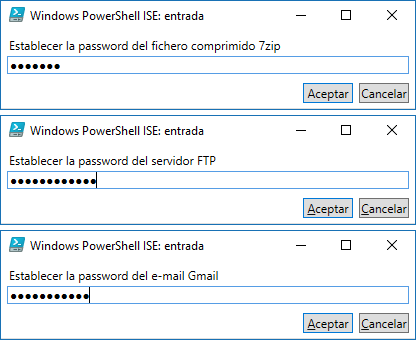 Windows PowerShell ISE: entrada
Establecer la password del fichero comprimido 7zip
●●●●●●●
Aceptar Cancelar
Windows PowerShell ISE: entrada
Establecer la password del servidor FTP
●●●●●●●●●●●●
Aceptar Cancelar
Windows PowerShell ISE: entrada
Establecer la password del e-mail Gmail
●●●●●●●●●●●
Aceptar Cancelar